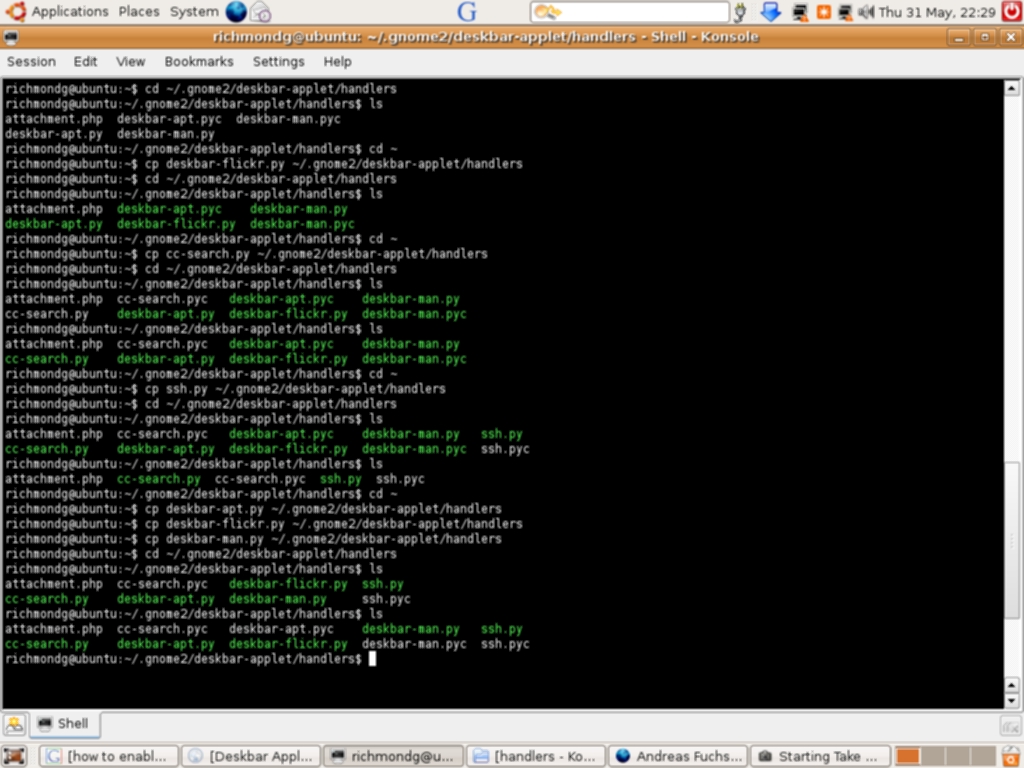 Applications Places System G Thu 31 May, 22:29
richmondg@ubuntu: ~/.gnome2/deskbar-applet/handlers - Shell - Konsole
Session Edit View Bookmarks Settings Help
richmondg@ubuntu:~$ cd ~/.gnome2/deskbar-applet/handlers
richmondg@ubuntu:~/.gnome2/deskbar-applet/handlers$ ls
attachment.php deskbar-apt.pyc deskbar-man.pyc
deskbar-apt.py deskbar-man.py
richmondg@ubuntu:~/.gnome2/deskbar-applet/handlers$ cd ~
richmondg@ubuntu:~$ cp deskbar-flickr.py ~/.gnome2/deskbar-applet/handlers
richmondg@ubuntu:~$ cd ~/.gnome2/deskbar-applet/handlers
richmondg@ubuntu:~/.gnome2/deskbar-applet/handlers$ ls
attachment.php deskbar-apt.pyc deskbar-man.py
deskbar-apt.py deskbar-flickr.py deskbar-man.pyc
richmondg@ubuntu:~/.gnome2/deskbar-applet/handlers$ cd ~
richmondg@ubuntu:~$ cp cc-search.py ~/.gnome2/deskbar-applet/handlers
richmondg@ubuntu:~$ cd ~/.gnome2/deskbar-applet/handlers
richmondg@ubuntu:~/.gnome2/deskbar-applet/handlers$ ls
attachment.php cc-search.pyc deskbar-apt.pyc deskbar-man.py
cc-search.py deskbar-apt.py deskbar-flickr.py deskbar-man.pyc
richmondg@ubuntu:~/.gnome2/deskbar-applet/handlers$ ls
attachment.php cc-search.pyc deskbar-apt.pyc deskbar-man.py
cc-search.py deskbar-apt.py deskbar-flickr.py deskbar-man.pyc
richmondg@ubuntu:~/.gnome2/deskbar-applet/handlers$ cd ~
richmondg@ubuntu:~$ cp ssh.py ~/.gnome2/deskbar-applet/handlers
richmondg@ubuntu:~$ cd ~/.gnome2/deskbar-applet/handlers
richmondg@ubuntu:~/.gnome2/deskbar-applet/handlers$ ls
attachment.php cc-search.pyc deskbar-apt.pyc deskbar-man.py ssh.py
cc-search.py deskbar-apt.py deskbar-flickr.py deskbar-man.pyc ssh.pyc
richmondg@ubuntu:~/.gnome2/deskbar-applet/handlers$ ls
attachment.php cc-search.py cc-search.pyc ssh.py ssh.pyc
richmondg@ubuntu:~/.gnome2/deskbar-applet/handlers$ cd ~
richmondg@ubuntu:~$ cp deskbar-apt.py ~/.gnome2/deskbar-applet/handlers
richmondg@ubuntu:~$ cp deskbar-flickr.py ~/.gnome2/deskbar-applet/handlers
richmondg@ubuntu:~$ cp deskbar-man.py ~/.gnome2/deskbar-applet/handlers
richmondg@ubuntu:~$ cd ~/.gnome2/deskbar-applet/handlers
richmondg@ubuntu:~/.gnome2/deskbar-applet/handlers$ ls
attachment.php cc-search.pyc deskbar-flickr.py ssh.py
cc-search.py deskbar-apt.py deskbar-man.py ssh.pyc
richmondg@ubuntu:~/.gnome2/deskbar-applet/handlers$ ls
attachment.php cc-search.pyc deskbar-apt.pyc deskbar-man.py ssh.py
cc-search.py deskbar-apt.py deskbar-flickr.py deskbar-man.pyc ssh.pyc
richmondg@ubuntu:~/.gnome2/deskbar-applet/handlers$
Shell
[how to enabl... [Deskbar Appl... richmondg@u... [handlers - Ko... Andreas Fuchs... Starting Take ...